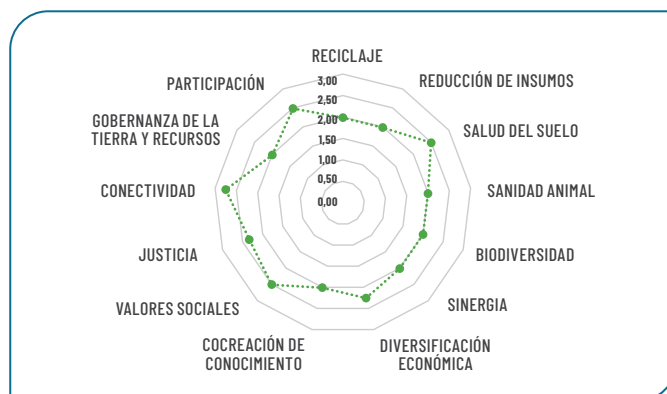 RECICLAJE
REDUCCIÓN DE INSUMOS
SALUD DEL SUELO
SANIDAD ANIMAL
BIODIVERSIDAD
SINERGIA
DIVERSIFICACIÓN
ECONÓMICA
COCREACIÓN DE
CONOCIMIENTO
VALORES SOCIALES
JUSTICIA
CONECTIVIDAD
GOBERNANZA DE LA
TIERRA Y RECURSOS
PARTICIPACIÓN
3,00
2,50
2,00
1,50
1,00
0,50
0,00